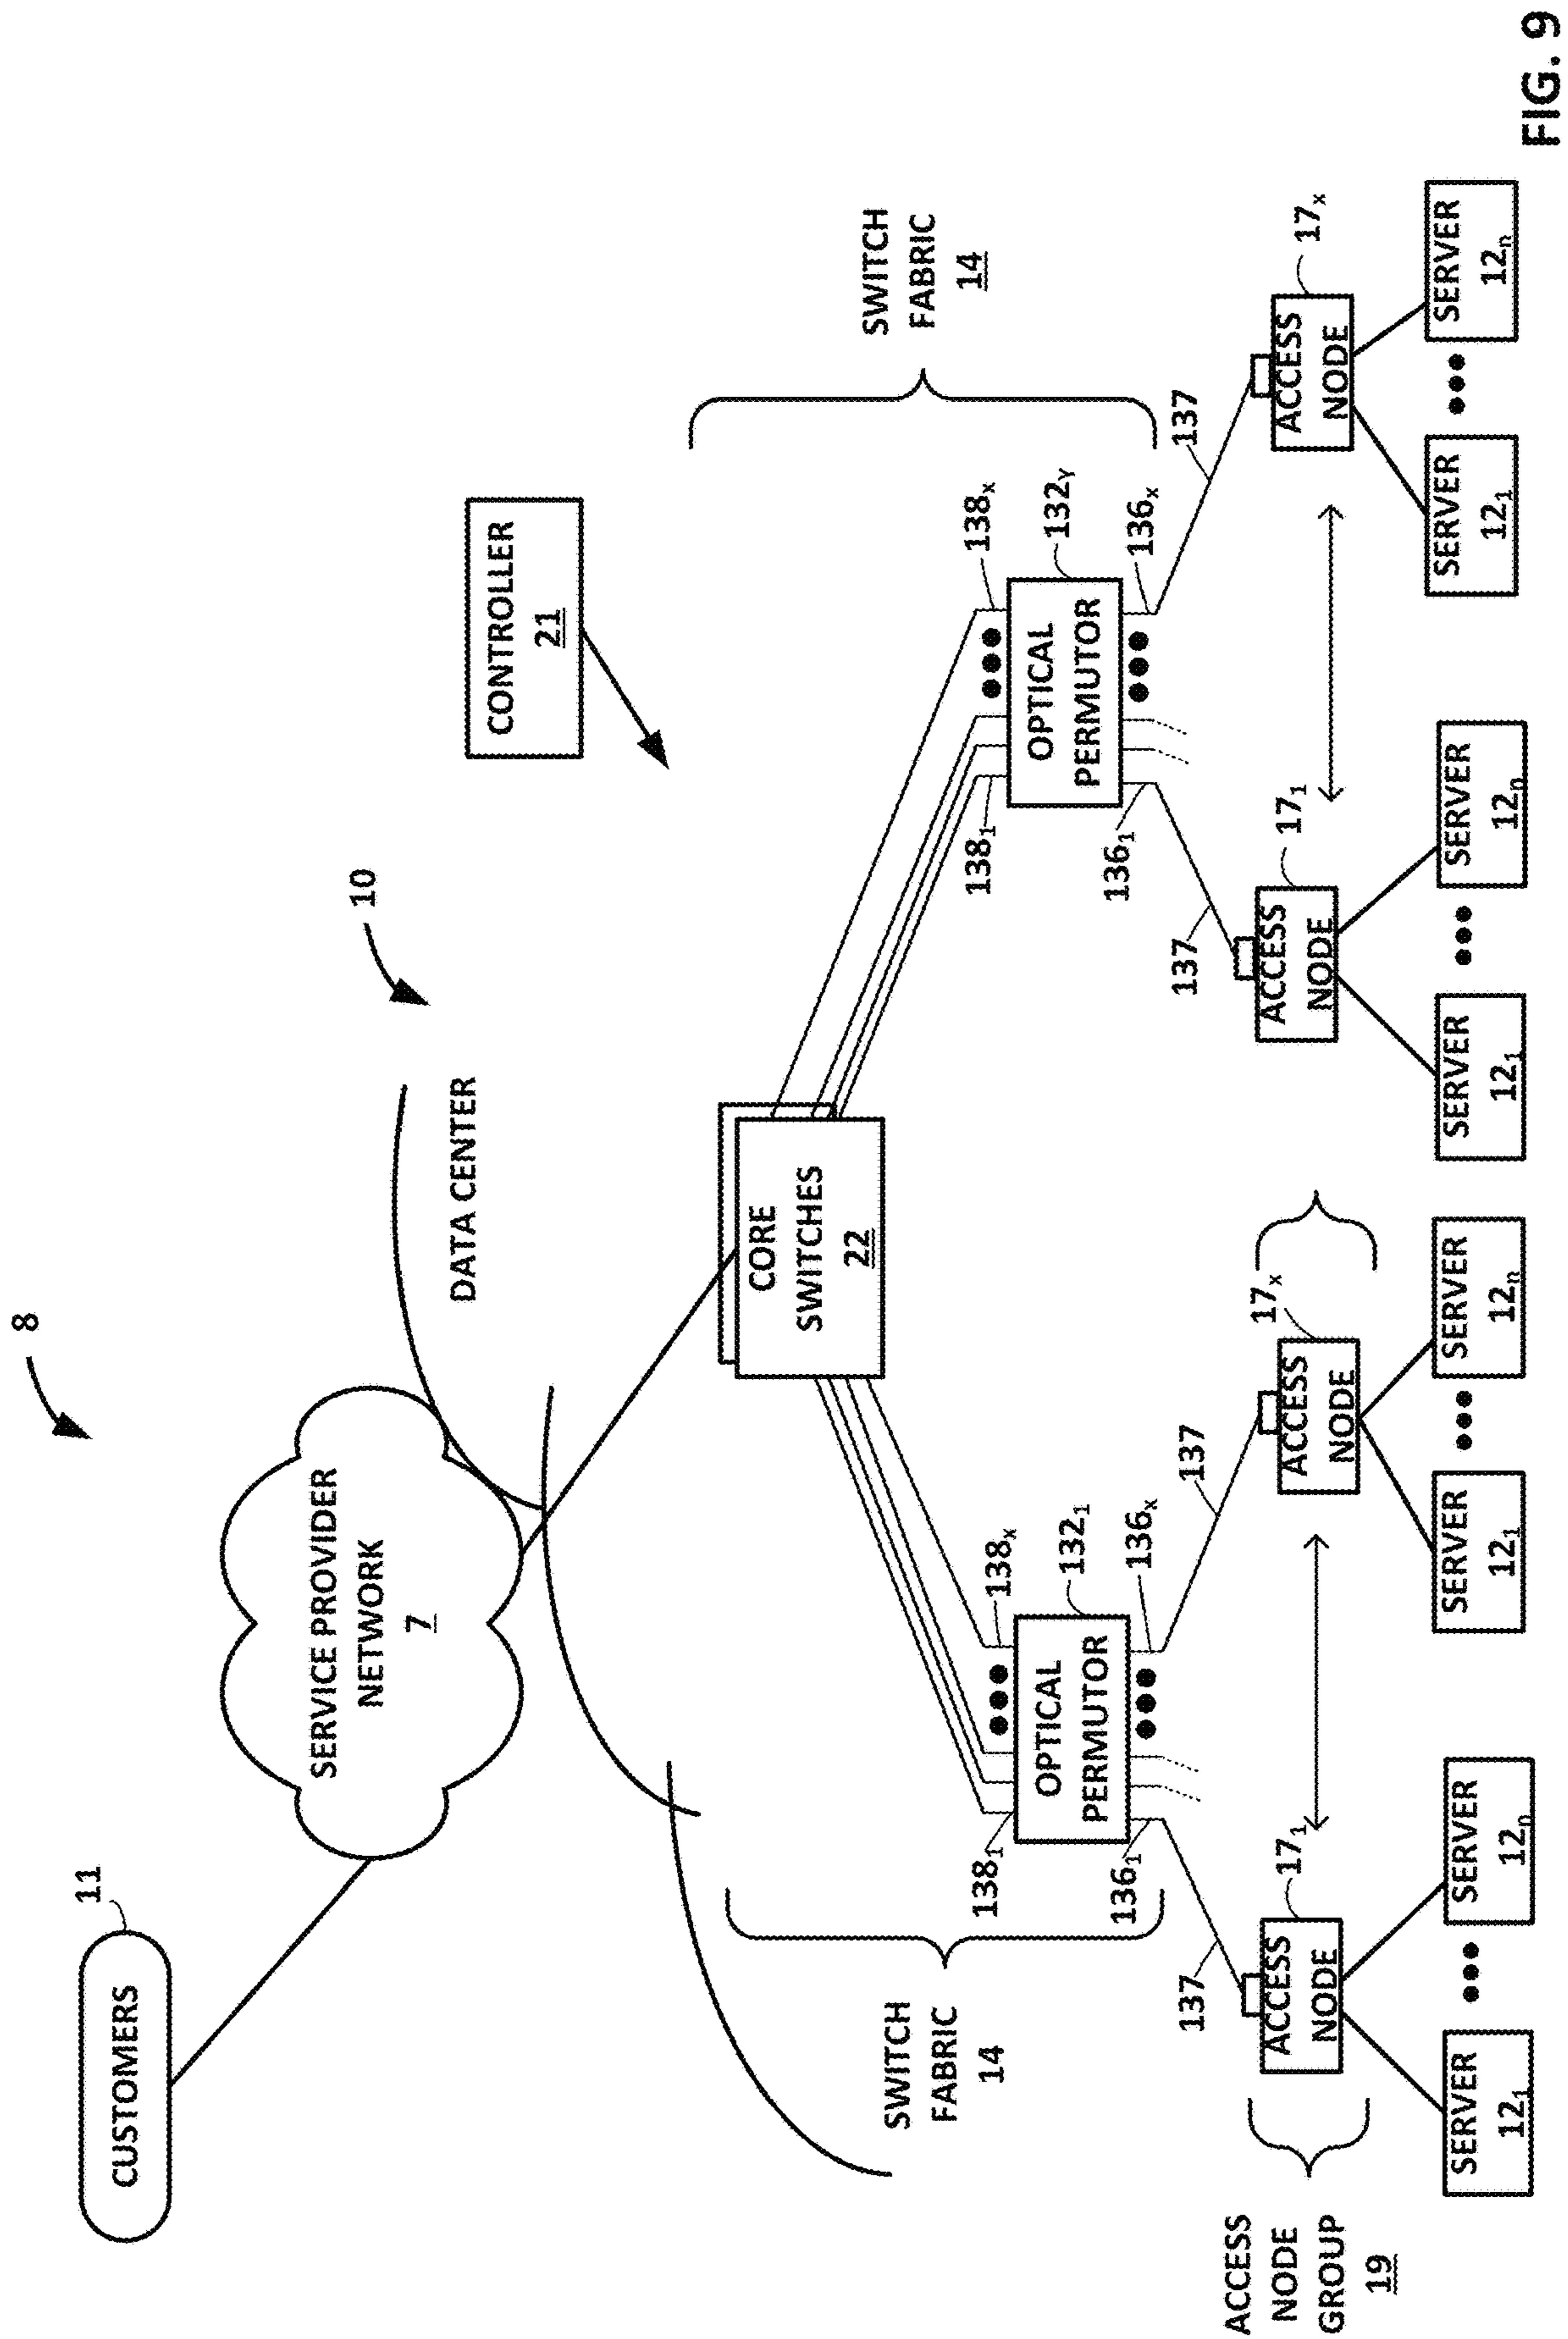 8
11
CUSTOMERS
SERVICE PROVIDER
NETWORK
7
10
DATA CENTER
CONTROLLER
21
CORE
SWITCHES
22
SWITCH
FABRIC
14
SWITCH
FABRIC
14
138₁
138ₓ
OPTICAL
PERMUTOR
132₁
136₁
136ₓ
138₁
138ₓ
OPTICAL
PERMUTOR
132Y
136₁
136ₓ
137
137
137
137
ACCESS
NODE
GROUP
19
ACCESS
NODE
17₁
ACCESS
NODE
17ₓ
ACCESS
NODE
17₁
ACCESS
NODE
17ₓ
SERVER
12₁
SERVER
12ₙ
SERVER
12₁
SERVER
12ₙ
SERVER
12₁
SERVER
12ₙ
SERVER
12₁
SERVER
12ₙ
FIG. 9